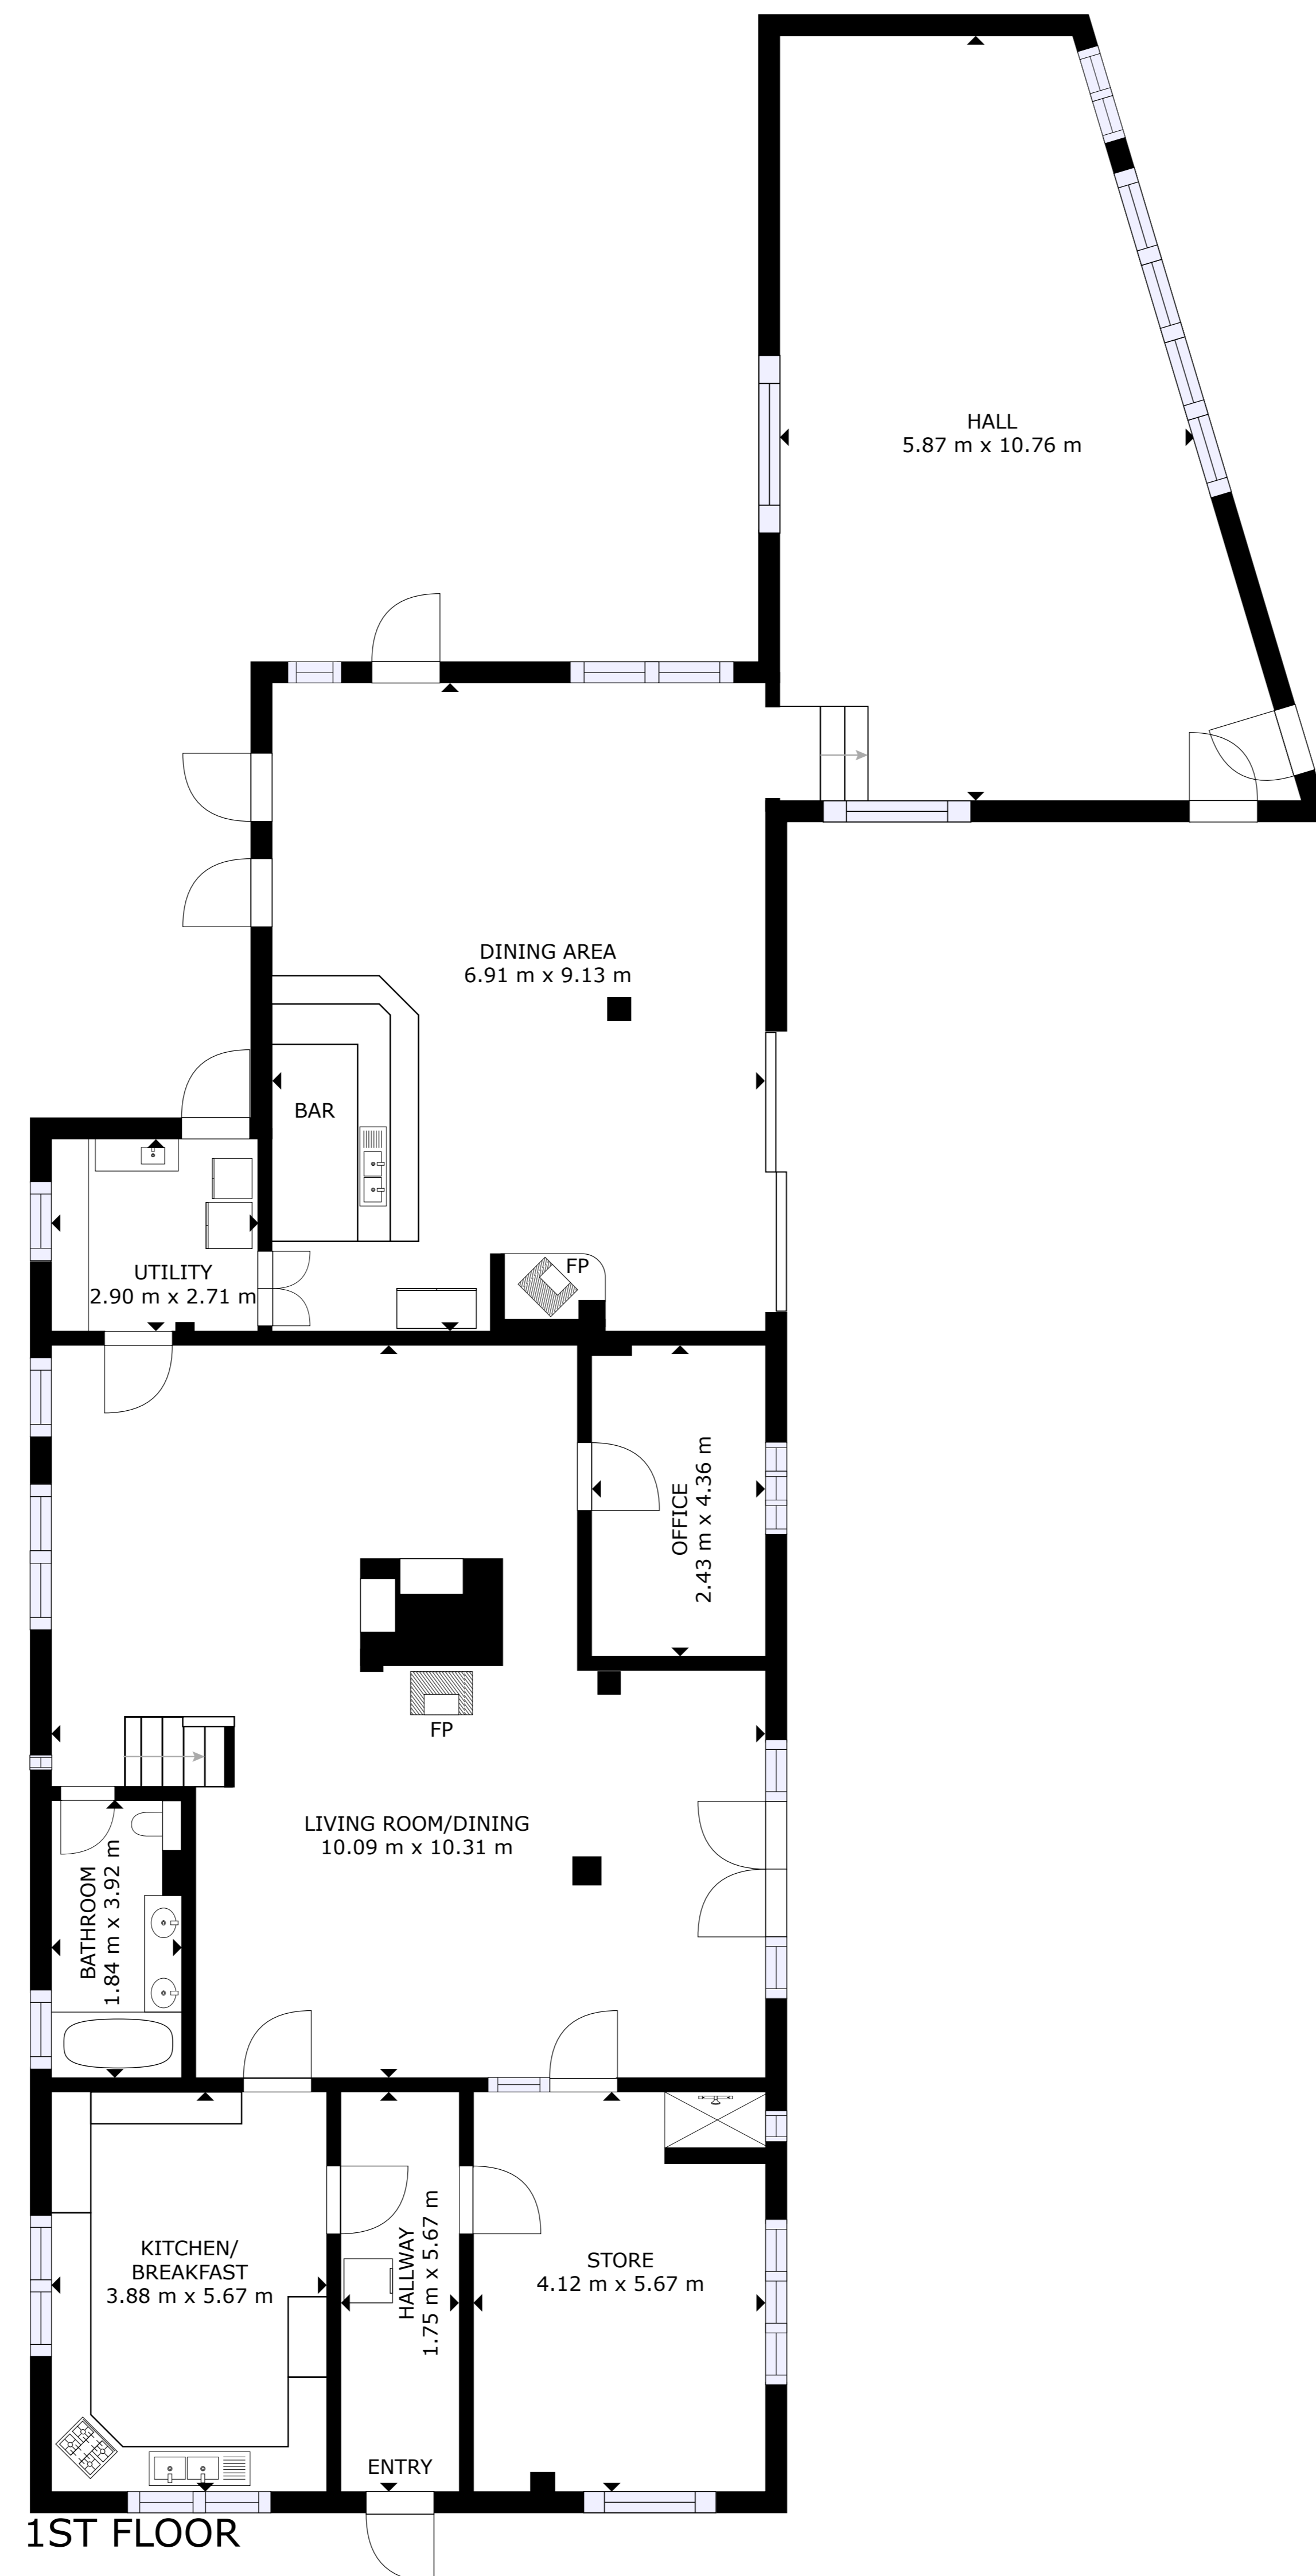 HALL
5.87 m x 10.76 m
DINING AREA
6.91 m x 9.13 m
BAR
FP
UTILITY
2.90 m x 2.71 m
OFFICE
2.43 m x 4.36 m
FP
LIVING ROOM/DINING
10.09 m x 10.31 m
BATHROOM
1.84 m x 3.92 m
KITCHEN/
BREAKFAST
3.88 m x 5.67 m
HALLWAY
1.75 m x 5.67 m
STORE
4.12 m x 5.67 m
ENTRY
1ST FLOOR